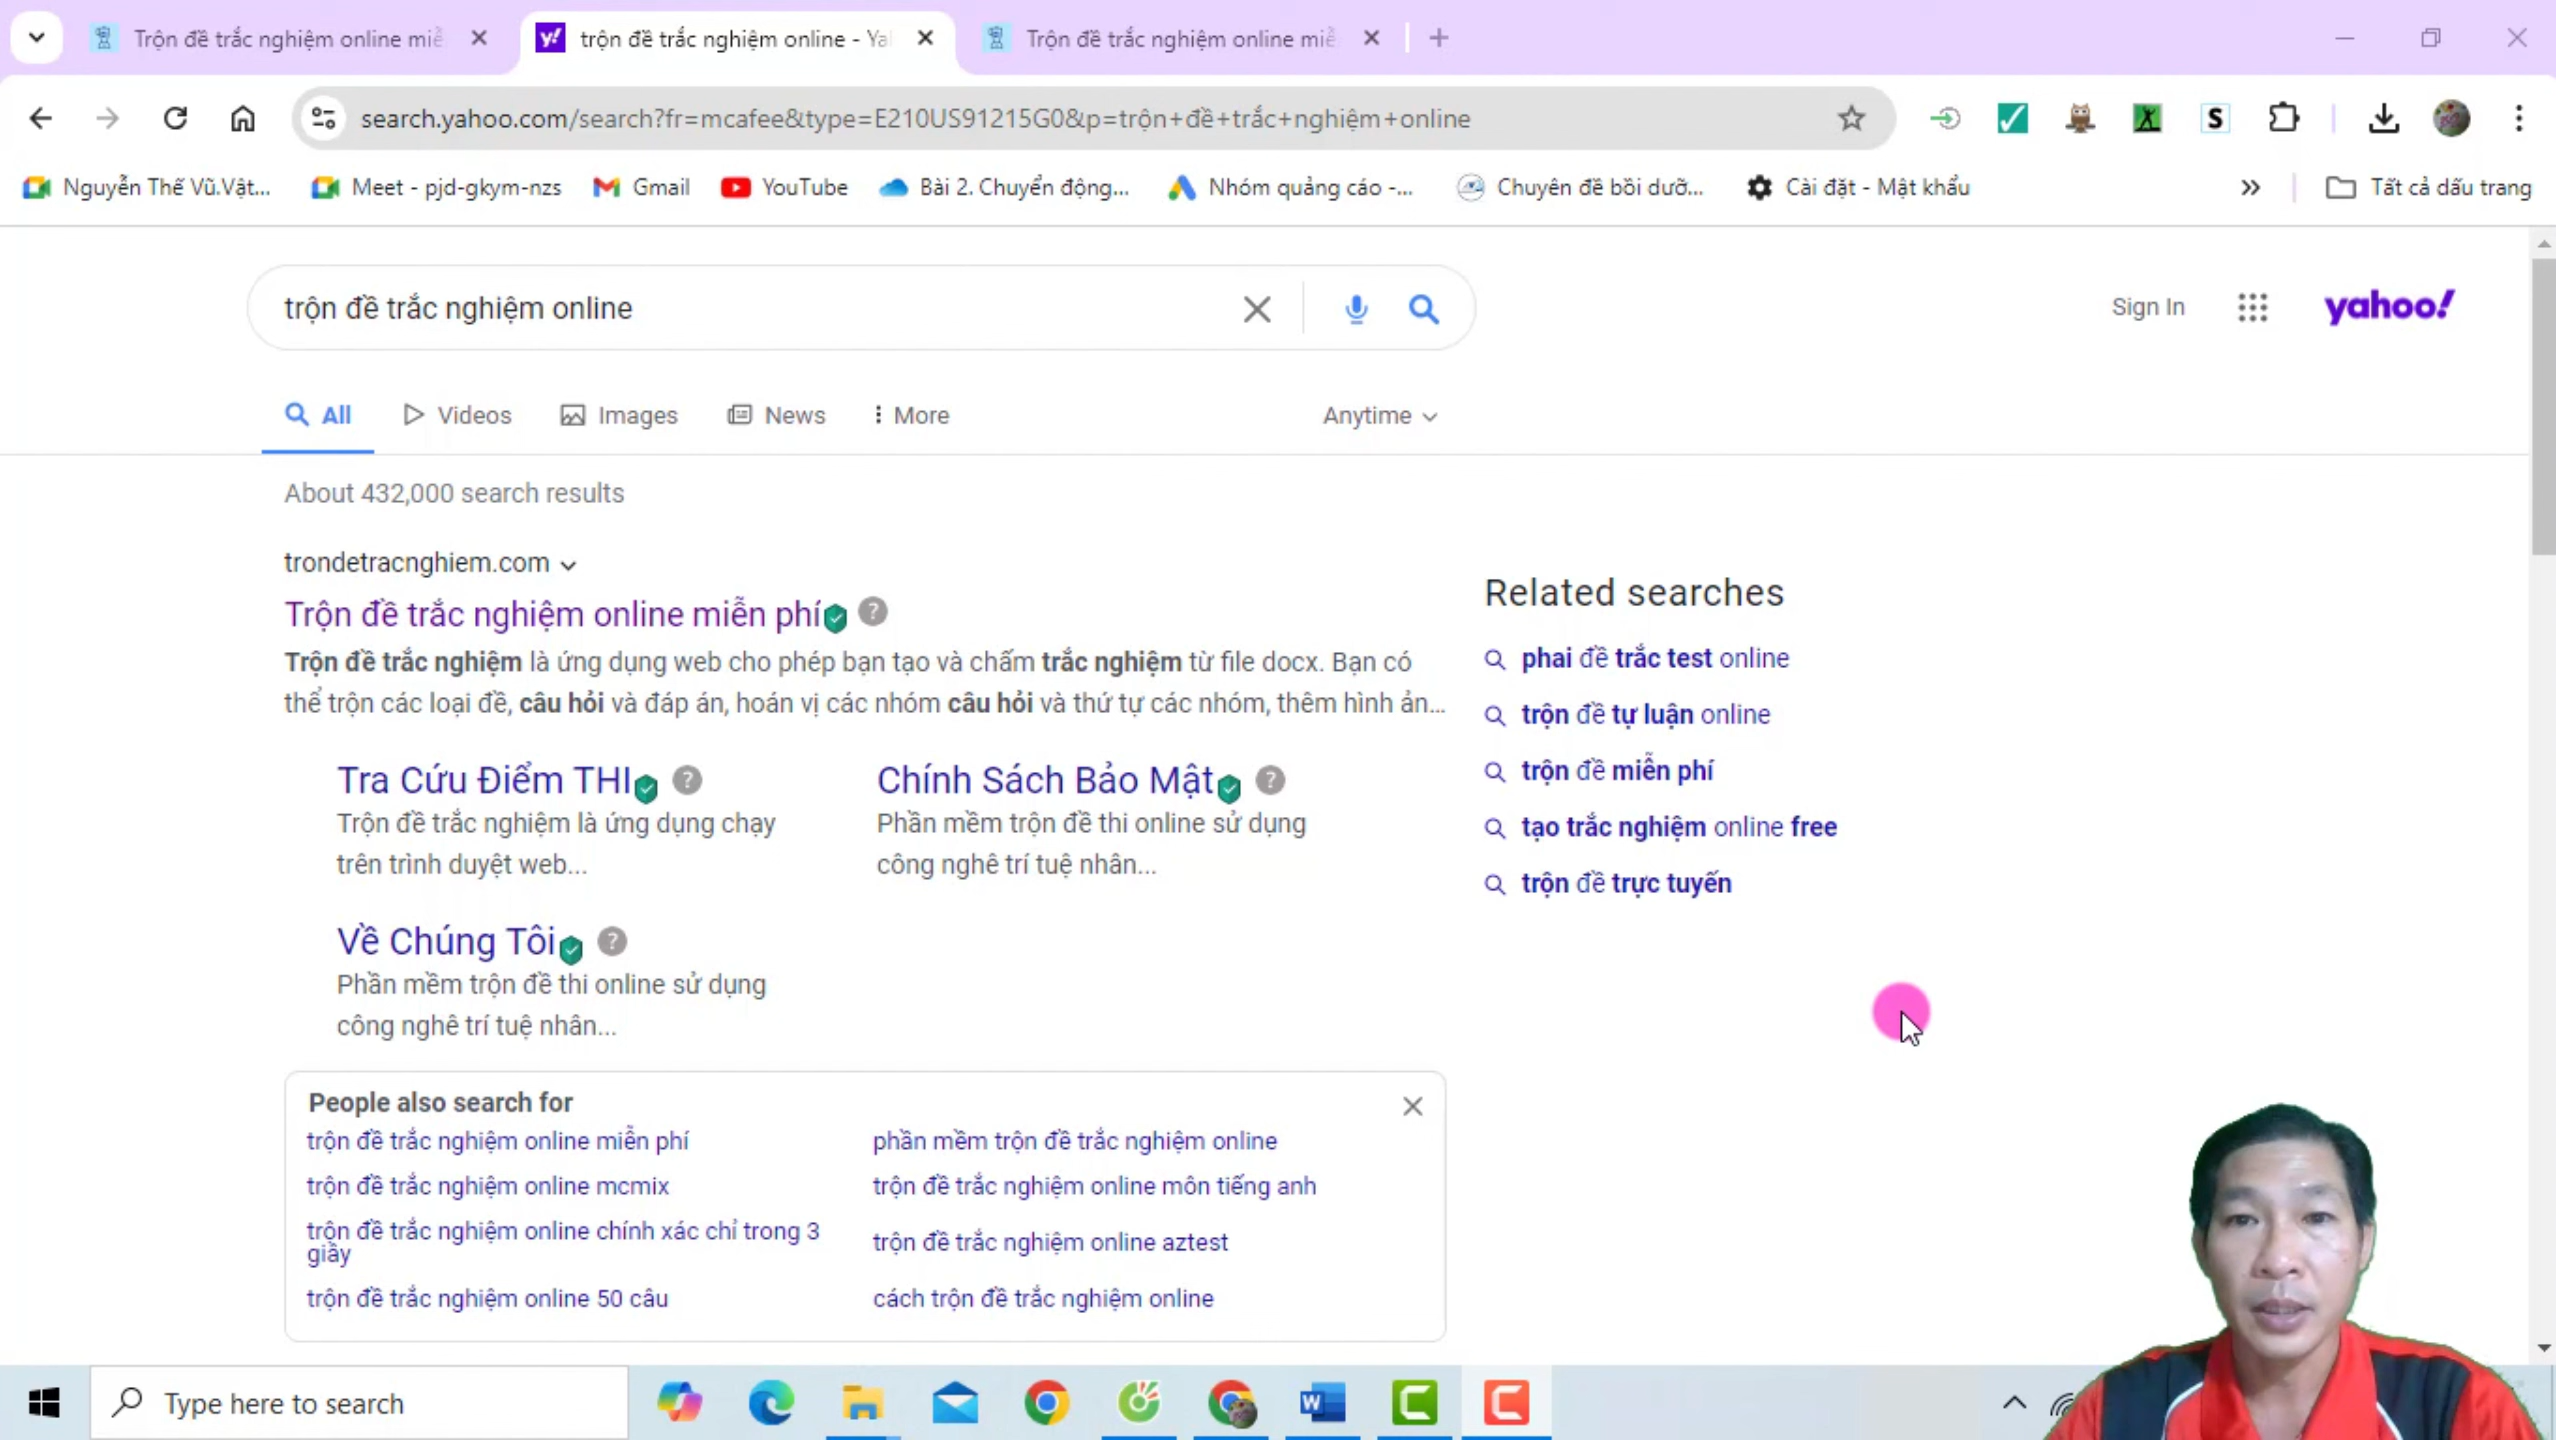 Trộn đề trắc nghiệm online miễ
trộn đề trắc nghiệm online - Ya
Trộn đề trắc nghiệm online miễ
search.yahoo.com/search?fr=mcafee&type=E210US91215G0&p=trộn+đề+trắc+nghiệm+online
Nguyễn Thế Vũ.Vật...
Meet - pjd-gkym-nzs
Gmail
YouTube
Bài 2. Chuyển động...
Nhóm quảng cáo -...
Chuyên đề bồi dưỡ...
Cài đặt - Mật khẩu
Tất cả dấu trang
trộn đề trắc nghiệm online
Sign In
yahoo!
All
Videos
Images
News
More
Anytime
About 432,000 search results
trondetracnghiem.com
Trộn đề trắc nghiệm online miễn phí
Trộn đề trắc nghiệm là ứng dụng web cho phép bạn tạo và chấm trắc nghiệm từ file docx. Bạn có
thể trộn các loại đề, câu hỏi và đáp án, hoán vị các nhóm câu hỏi và thứ tự các nhóm, thêm hình ản...
Tra Cứu Điểm THI
Trộn đề trắc nghiệm là ứng dụng chạy
trên trình duyệt web...
Chính Sách Bảo Mật
Phần mềm trộn đề thi online sử dụng
công nghê trí tuệ nhân...
Về Chúng Tôi
Phần mềm trộn đề thi online sử dụng
công nghê trí tuệ nhân...
Related searches
phai đề trắc test online
trộn đề tự luận online
trộn đề miễn phí
tạo trắc nghiệm online free
trộn đề trực tuyến
People also search for
trộn đề trắc nghiệm online miễn phí
phần mềm trộn đề trắc nghiệm online
trộn đề trắc nghiệm online mcmix
trộn đề trắc nghiệm online môn tiếng anh
trộn đề trắc nghiệm online chính xác chỉ trong 3
giây
trộn đề trắc nghiệm online aztest
trộn đề trắc nghiệm online 50 câu
cách trộn đề trắc nghiệm online
Type here to search